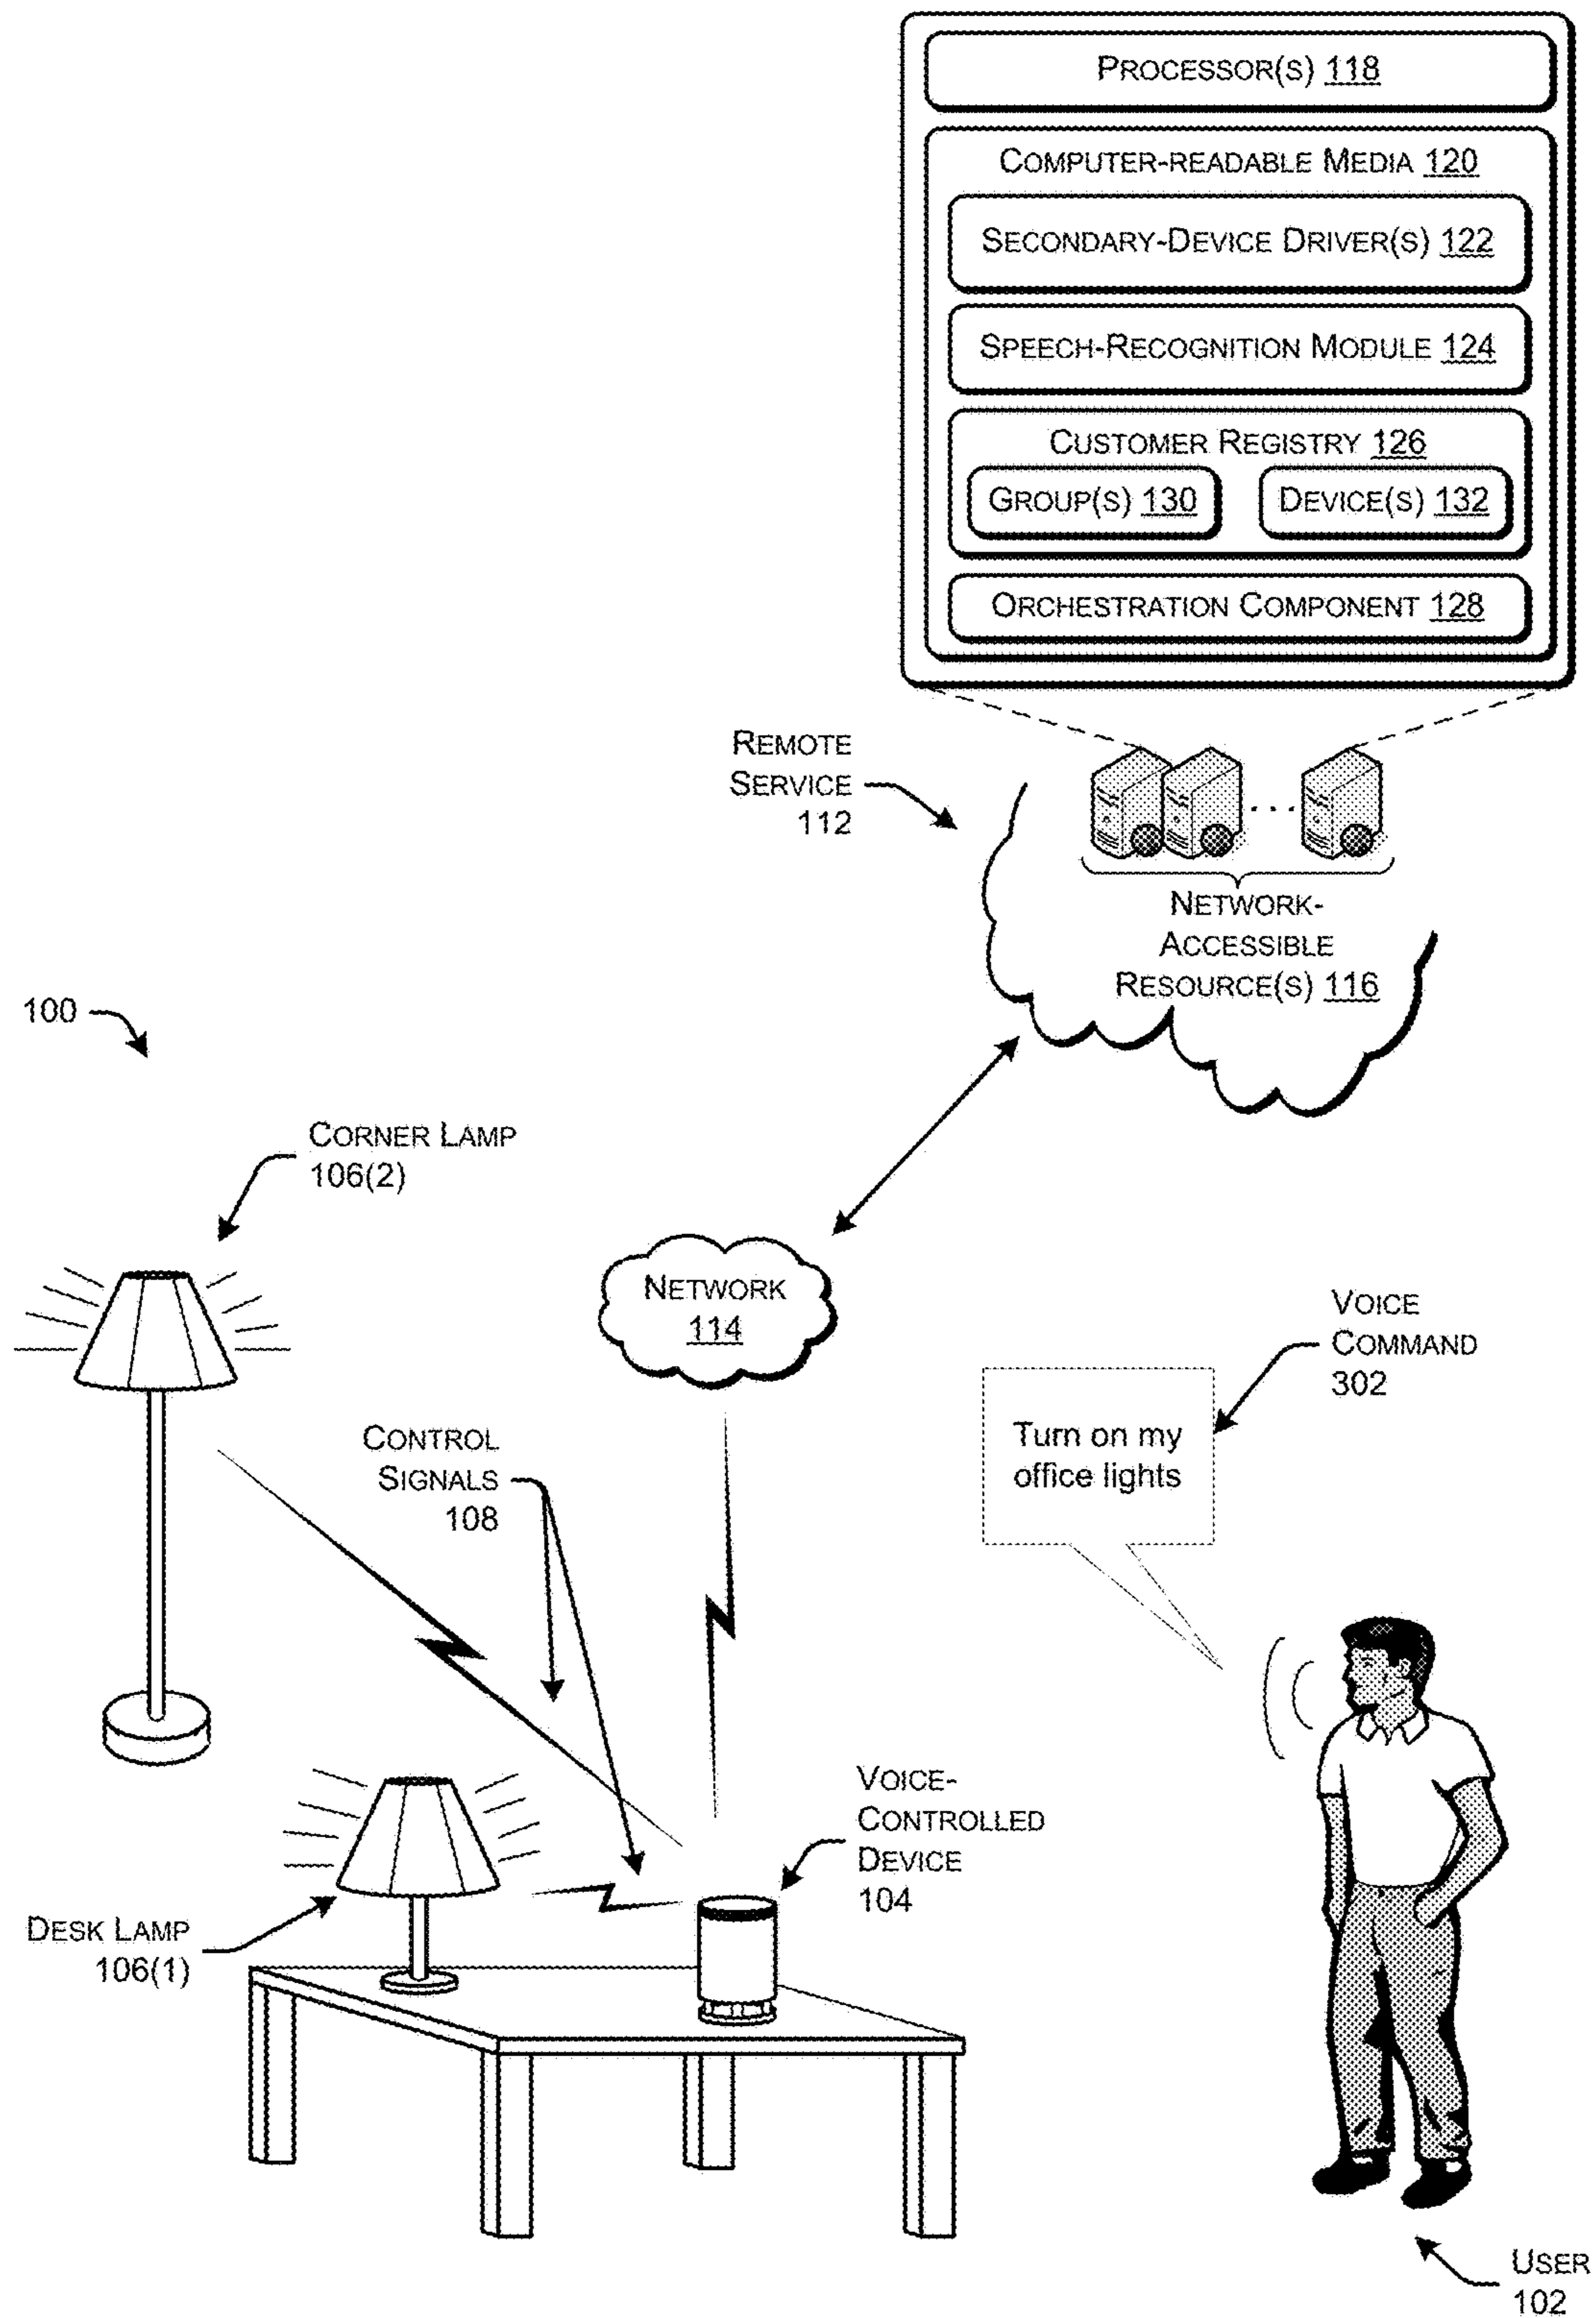 PROCESSOR(S) 118
COMPUTER-READABLE MEDIA 120
SECONDARY-DEVICE DRIVER(S) 122
SPEECH-RECOGNITION MODULE 124
CUSTOMER REGISTRY 126
GROUP(S) 130
DEVICE(S) 132
ORCHESTRATION COMPONENT 128
REMOTE
SERVICE
112
NETWORK-
ACCESSIBLE
RESOURCE(S) 116
100
CORNER LAMP
106(2)
NETWORK
114
VOICE
COMMAND
302
Turn on my
office lights
CONTROL
SIGNALS
108
VOICE-
CONTROLLED
DEVICE
104
DESK LAMP
106(1)
USER
102